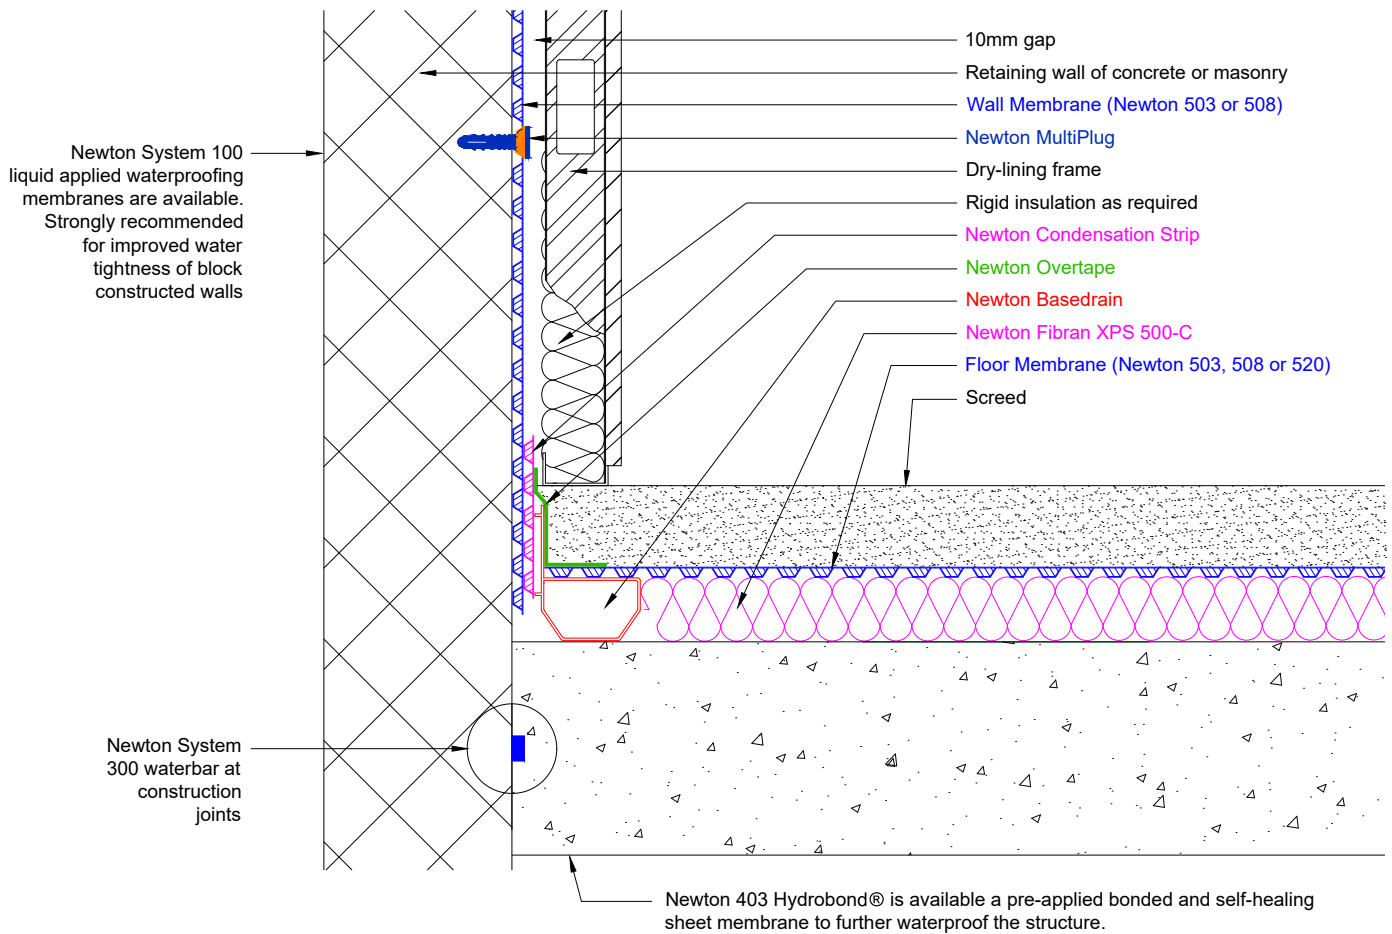 10mm gap
Retaining wall of concrete or masonry
Wall Membrane (Newton 503 or 508)
Newton MultiPlug
Dry-lining frame
Rigid insulation as required
Newton Condensation Strip
Newton Overtape
Newton Basedrain
Newton Fibran XPS 500-C
Floor Membrane (Newton 503, 508 or 520)
Screed
Newton System 100
liquid applied waterproofing
membranes are available.
Strongly recommended
for improved water
tightness of block
constructed walls
Newton System
300 waterbar at
construction
joints
Newton 403 Hydrobond® is available a pre-applied bonded and self-healing
sheet membrane to further waterproof the structure.